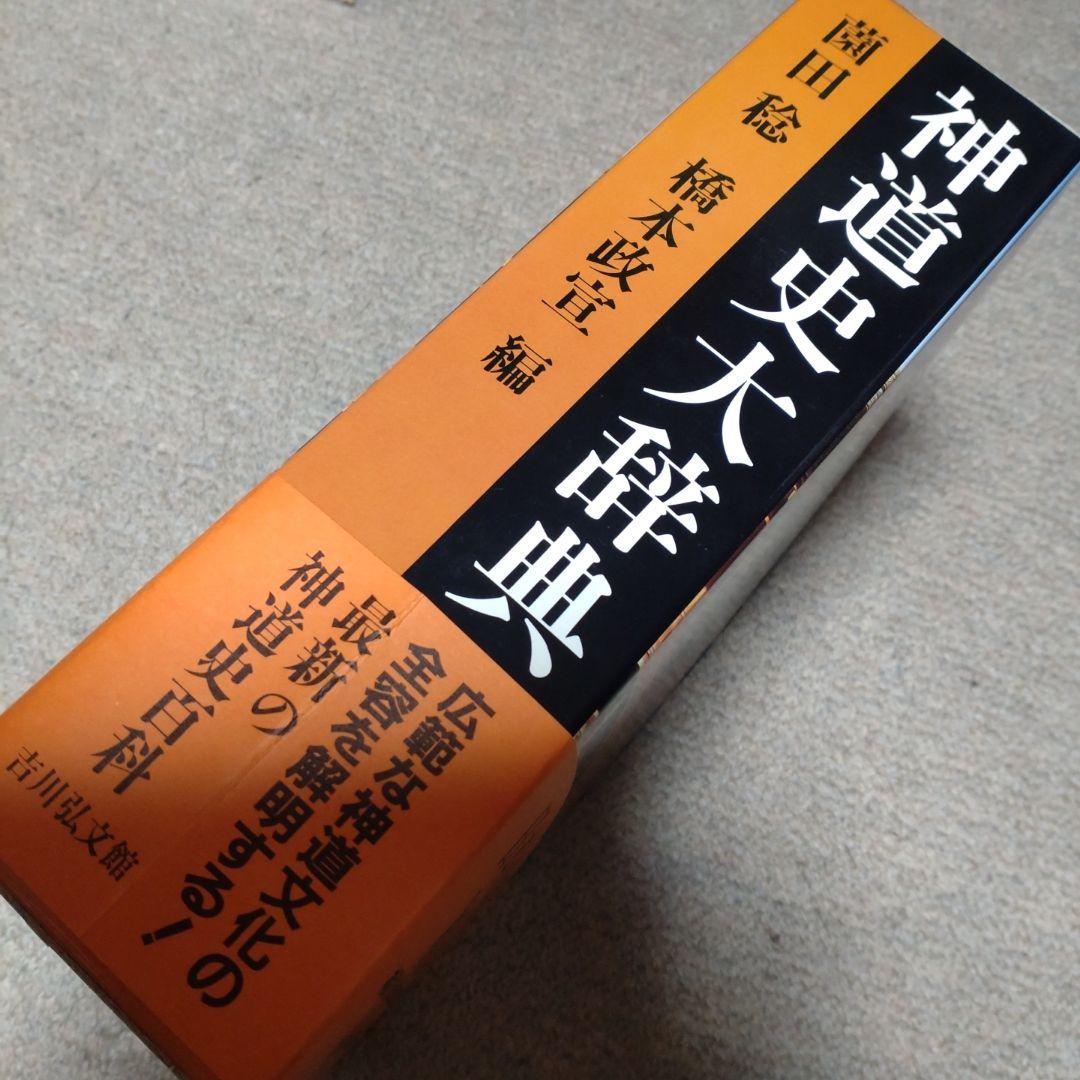 神道史大辞典
薗田稔 橋本政宣 編
広範な神道文化の
全容を解明する!
最新の
神道史百科
吉川弘文館